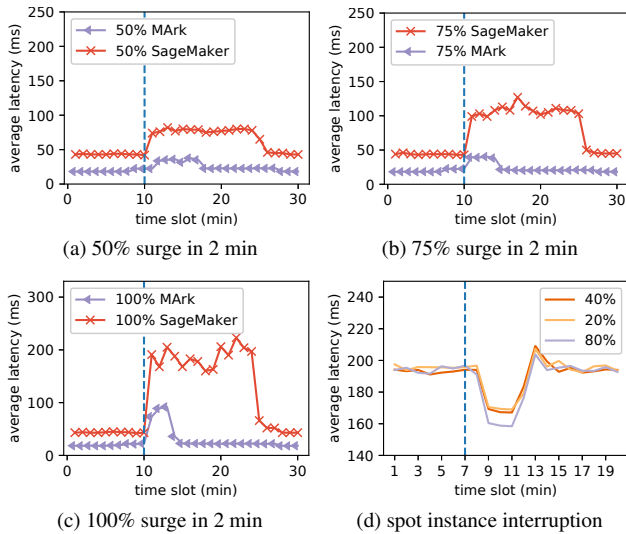 250
200
150
100
50
0
average latency (ms)
50% MArk
50% SageMaker
0 10 20 30
time slot (min)
(a) 50% surge in 2 min
250
200
150
100
50
0
average latency (ms)
75% SageMaker
75% MArk
0 10 20 30
time slot (min)
(b) 75% surge in 2 min
300
200
100
0
average latency (ms)
100% MArk
100% SageMaker
0 10 20 30
time slot (min)
(c) 100% surge in 2 min
240
220
200
180
160
140
average latency (ms)
40%
20%
80%
1 3 5 7 9 11 13 15 17 19
time slot (min)
(d) spot instance interruption